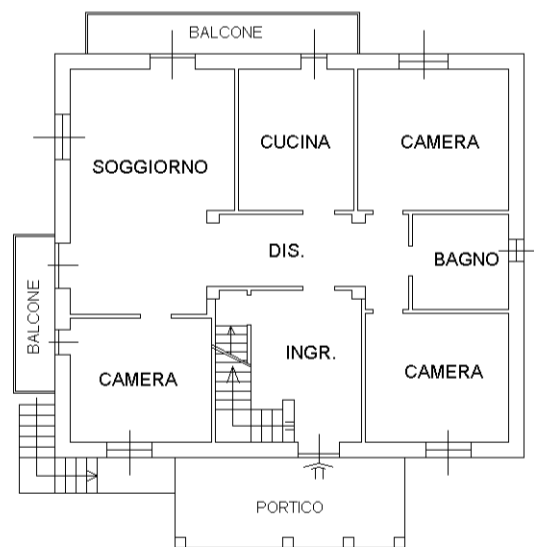 BALCONE
CUCINA
CAMERA
SOGGIORNO
DIS.
BAGNO
BALCONE
INGR.
CAMERA
CAMERA
PORTICO